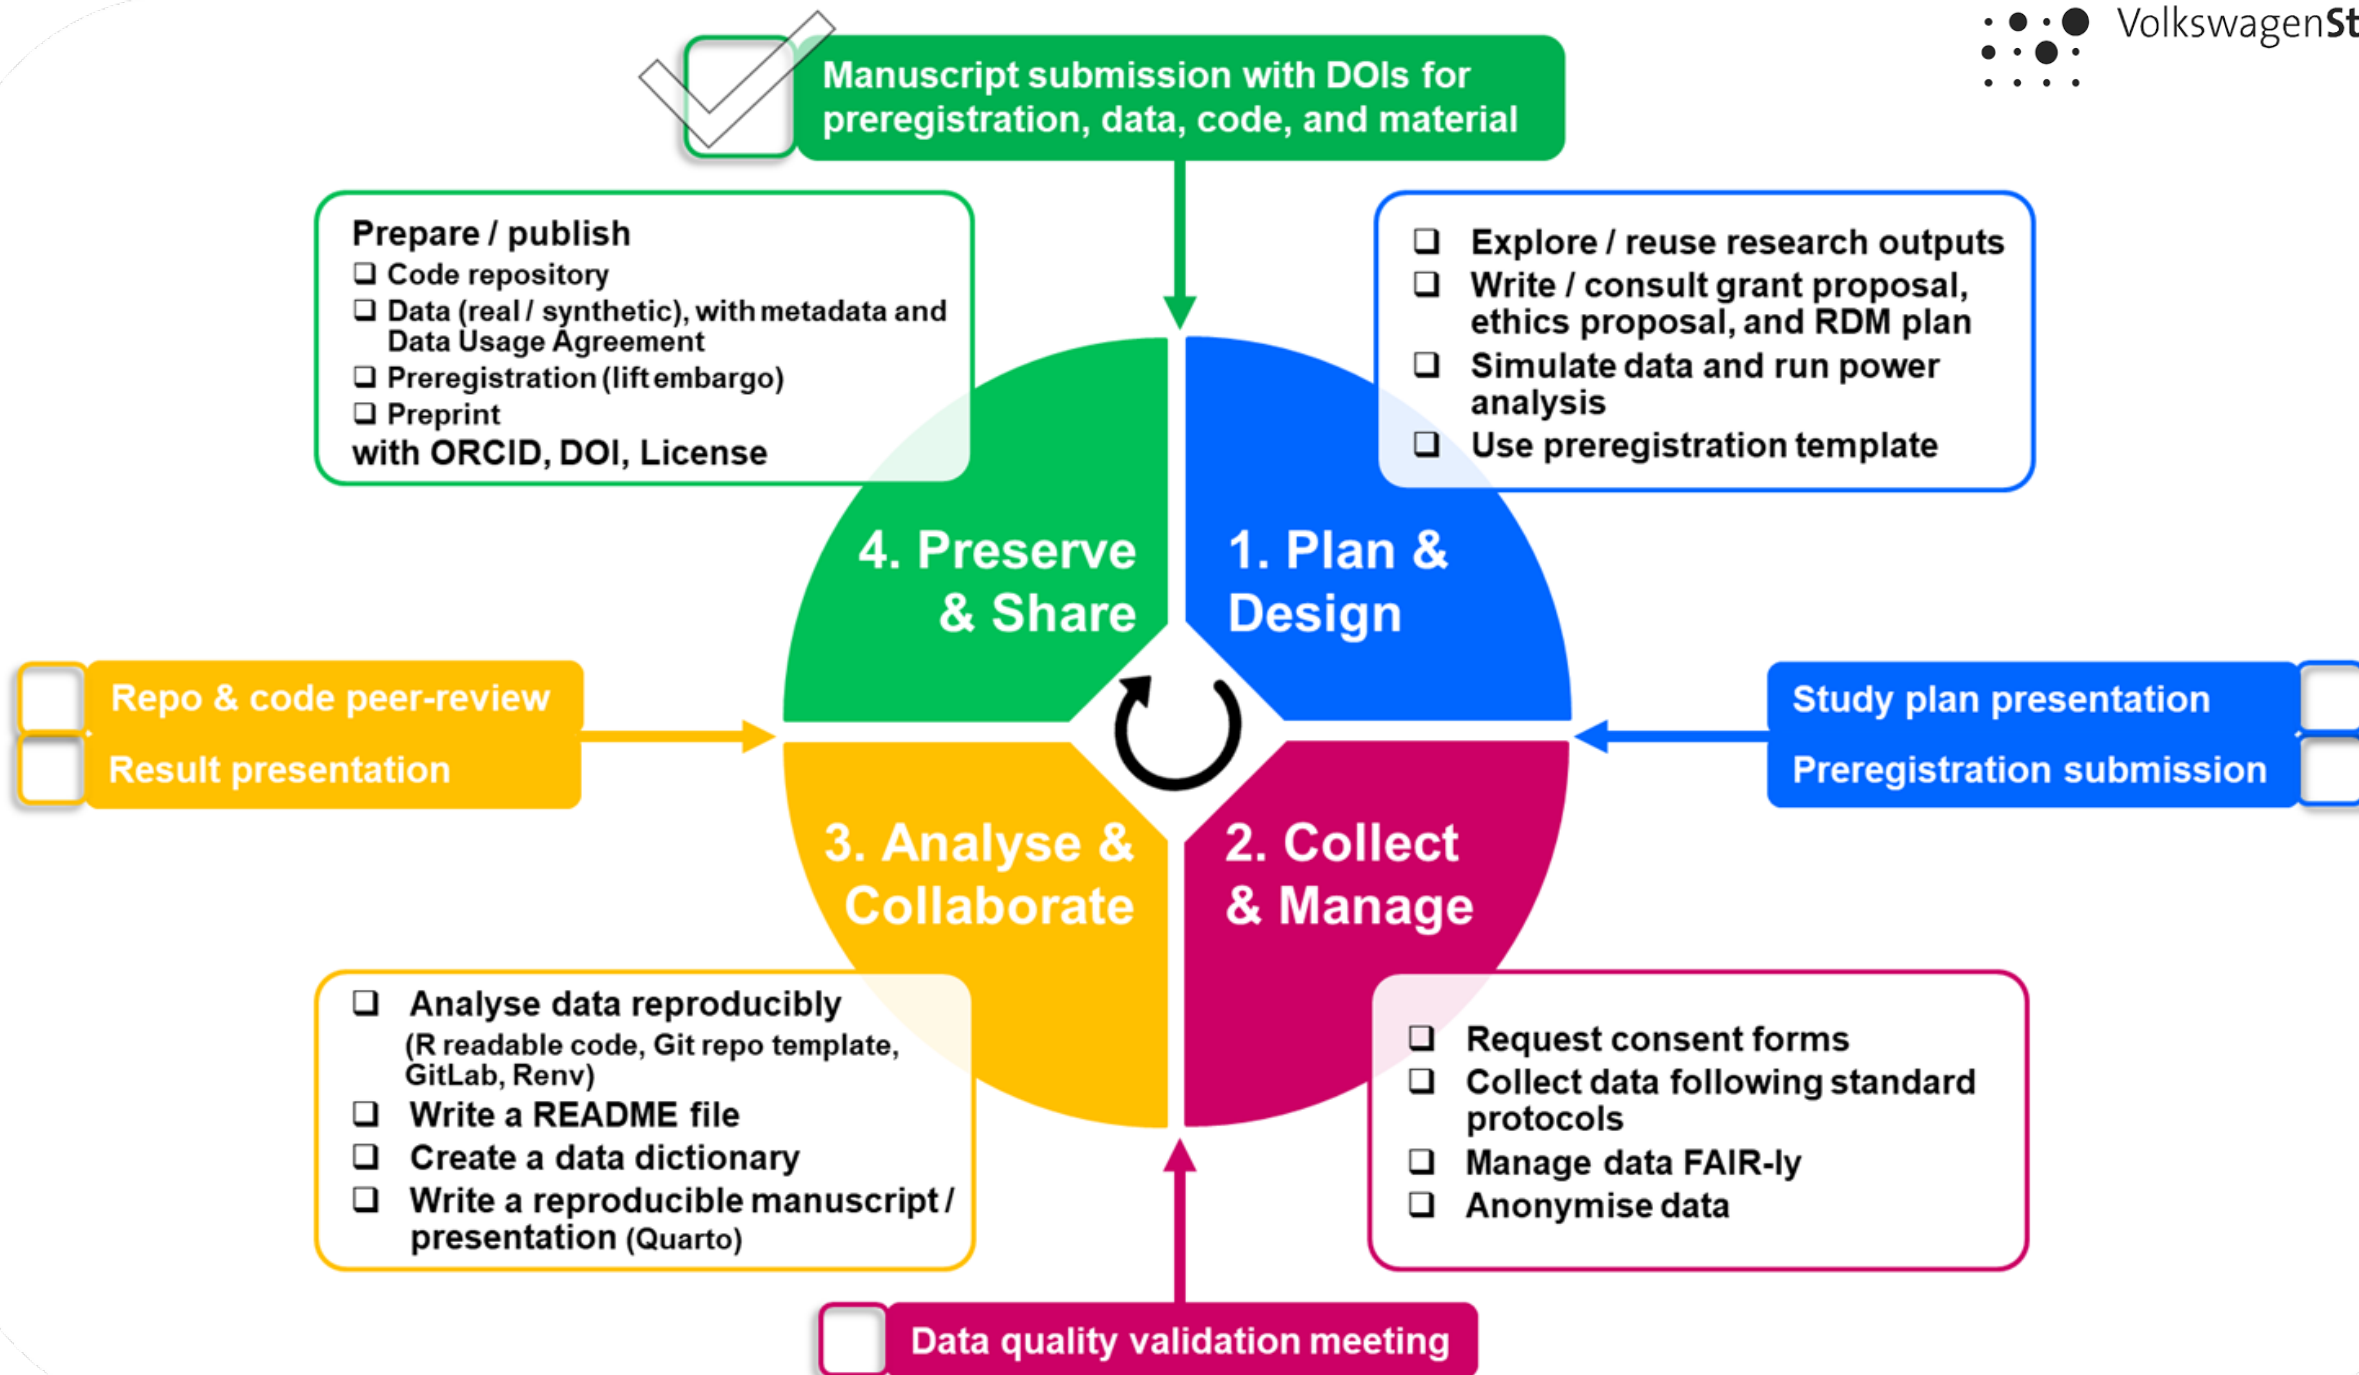 VolkswagenSt
Manuscript submission with DOIs for
preregistration, data, code, and material
Prepare / publish
❑ Code repository
❑ Data (real / synthetic), with metadata and
Data Usage Agreement
❑ Preregistration (lift embargo)
❑ Preprint
with ORCID, DOI, License
❑ Explore / reuse research outputs
❑ Write / consult grant proposal,
ethics proposal, and RDM plan
❑ Simulate data and run power
analysis
❑ Use preregistration template
4. Preserve
& Share
1. Plan &
Design
Repo & code peer-review
Result presentation
Study plan presentation
Preregistration submission
3. Analyse &
Collaborate
2. Collect
& Manage
❑ Analyse data reproducibly
(R readable code, Git repo template,
GitLab, Renv)
❑ Write a README file
❑ Create a data dictionary
❑ Write a reproducible manuscript /
presentation (Quarto)
❑ Request consent forms
❑ Collect data following standard
protocols
❑ Manage data FAIR-ly
❑ Anonymise data
Data quality validation meeting